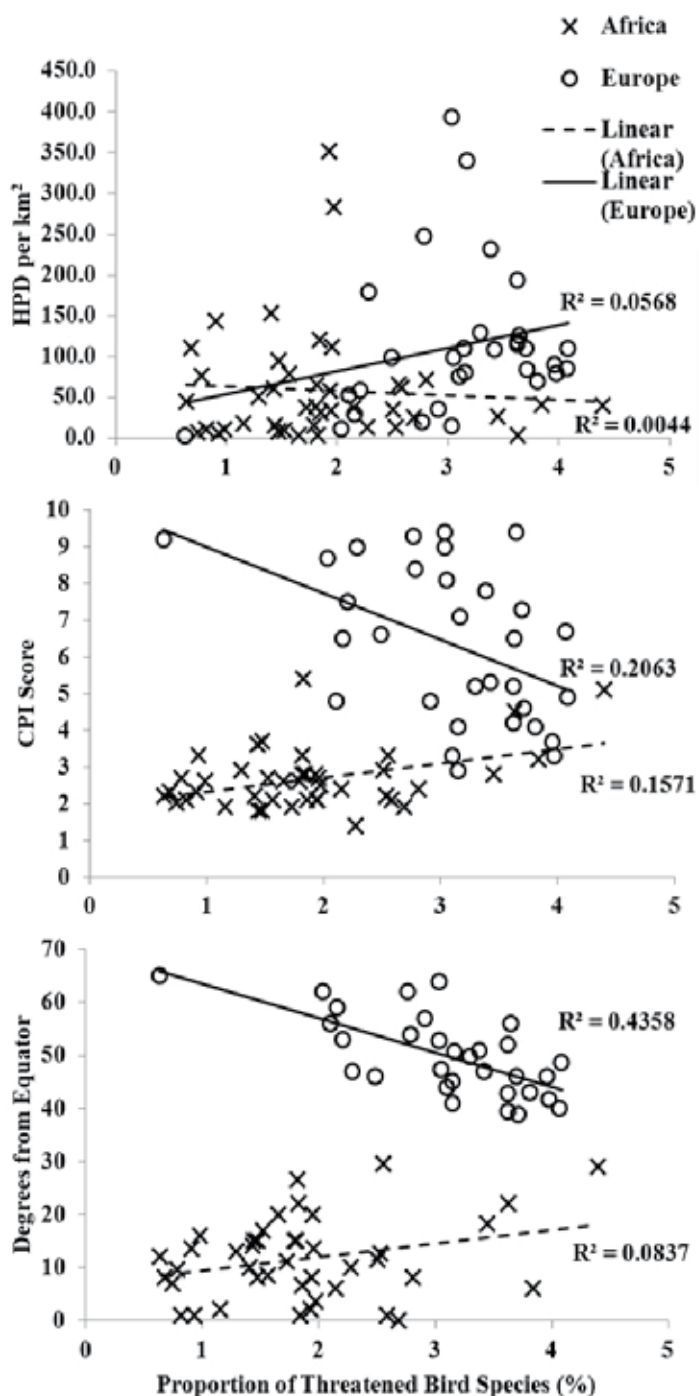 Africa
Europe
Linear
(Africa)
Linear
(Europe)
HPD per km²
450.0
400.0
350.0
300.0
250.0
200.0
150.0
100.0
50.0
0.0
R² = 0.0568
R² = 0.0044
0 1 2 3 4 5
CPI Score
10
9
8
7
6
5
4
3
2
1
0
R² = 0.2063
R² = 0.1571
0 1 2 3 4 5
Degrees from Equator
70
60
50
40
30
20
10
0
R² = 0.4358
R² = 0.0837
0 1 2 3 4 5
Proportion of Threatened Bird Species (%)